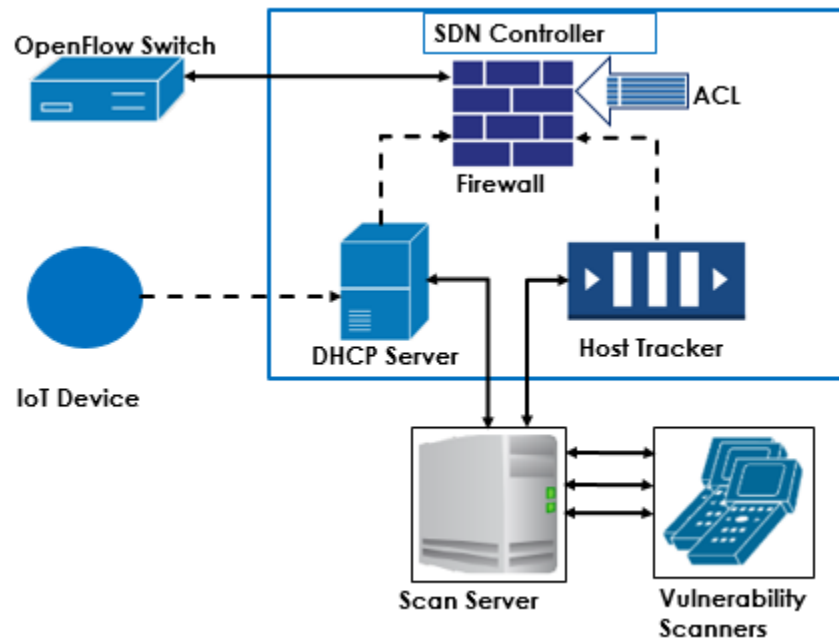 OpenFlow Switch
SDN Controller
ACL
Firewall
DHCP Server
Host Tracker
IoT Device
Scan Server
Vulnerability
Scanners